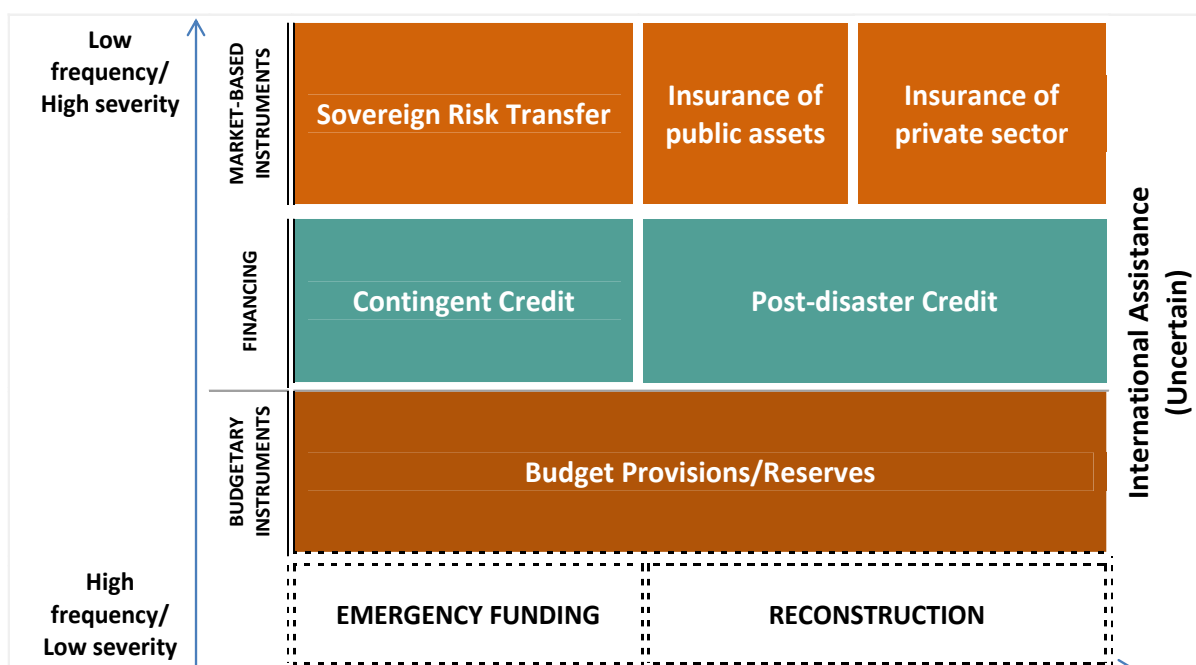 Low
frequency/
High severity
MARKET-BASED
INSTRUMENTS
Sovereign Risk Transfer
Insurance of
public assets
Insurance of
private sector
FINANCING
Contingent Credit
Post-disaster Credit
BUDGETARY
INSTRUMENTS
Budget Provisions/Reserves
International Assistance
(Uncertain)
High
frequency/
Low severity
EMERGENCY FUNDING
RECONSTRUCTION